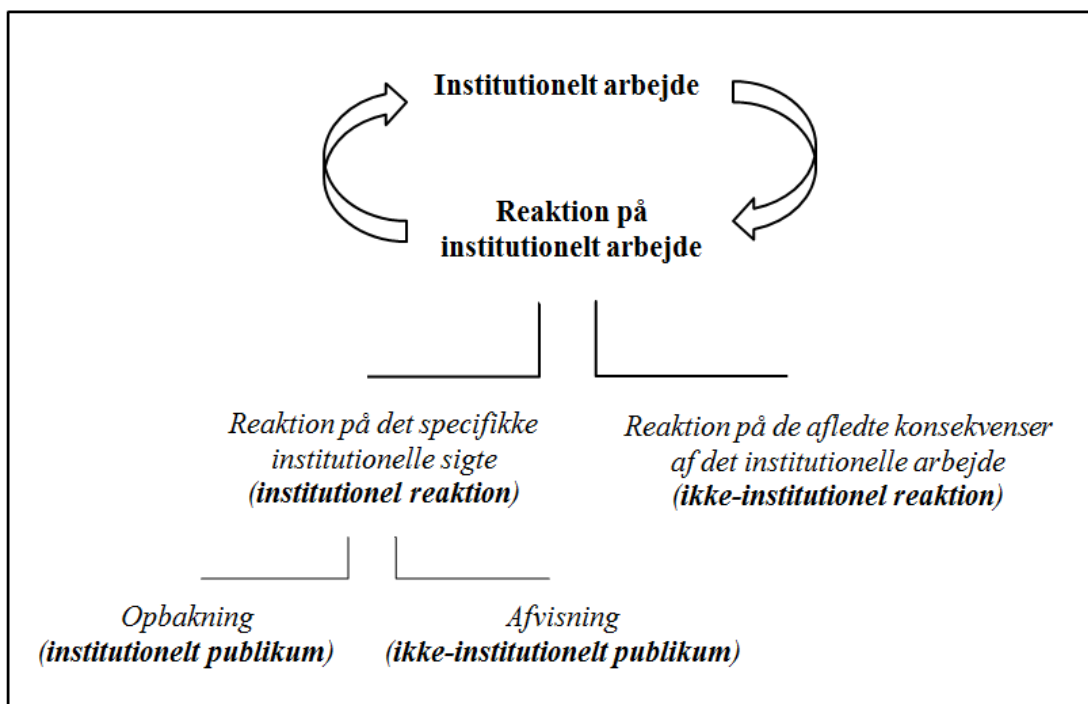 Institutionelt arbejde
Reaktion på
institutionelt arbejde
Reaktion på det specifikke
institutionelle sigte
(institutionel reaktion)
Reaktion på de afledte konsekvenser
af det institutionelle arbejde
(ikke-institutionel reaktion)
Opbakning
(institutionelt publikum)
Afvisning
(ikke-institutionelt publikum)